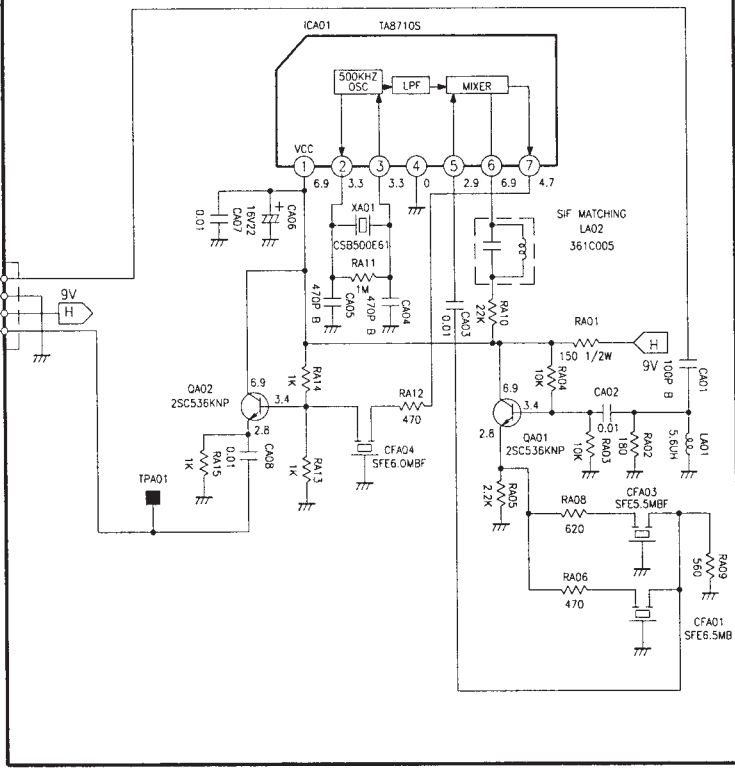 ICA01 TA8710S
500KHZ
OSC
LPF
MIXER
VCC
1 2 3 4 5 6 7
6.9 3.3 3.3 0 2.9 6.9 4.7
CA06
16V22
+
CA07
0.01
XA01
CSB500E61
RA11
1M
CA05
470P B
CA04
470P B
CA03
0.01
SIF MATCHING
LA02
361C005
RA10
22K
9V
H
RA01
150 1/2W
H
9V
CA01
100P B
RA14
1K
RA04
10K
CA02
0.01
QA02
2SC536KNP
6.9
3.4
2.8
RA12
470
6.9
3.4
2.8
QA01
2SC536KNP
RA03
10K
RA02
180
LA01
5.6UH
CFA04
SFE6.0MBF
RA13
1K
CA08
0.01
RA15
1K
TPA01
RA05
2.2K
RA08
620
CFA03
SFE5.5MBF
RA09
560
RA06
470
CFA01
SFE6.5MB